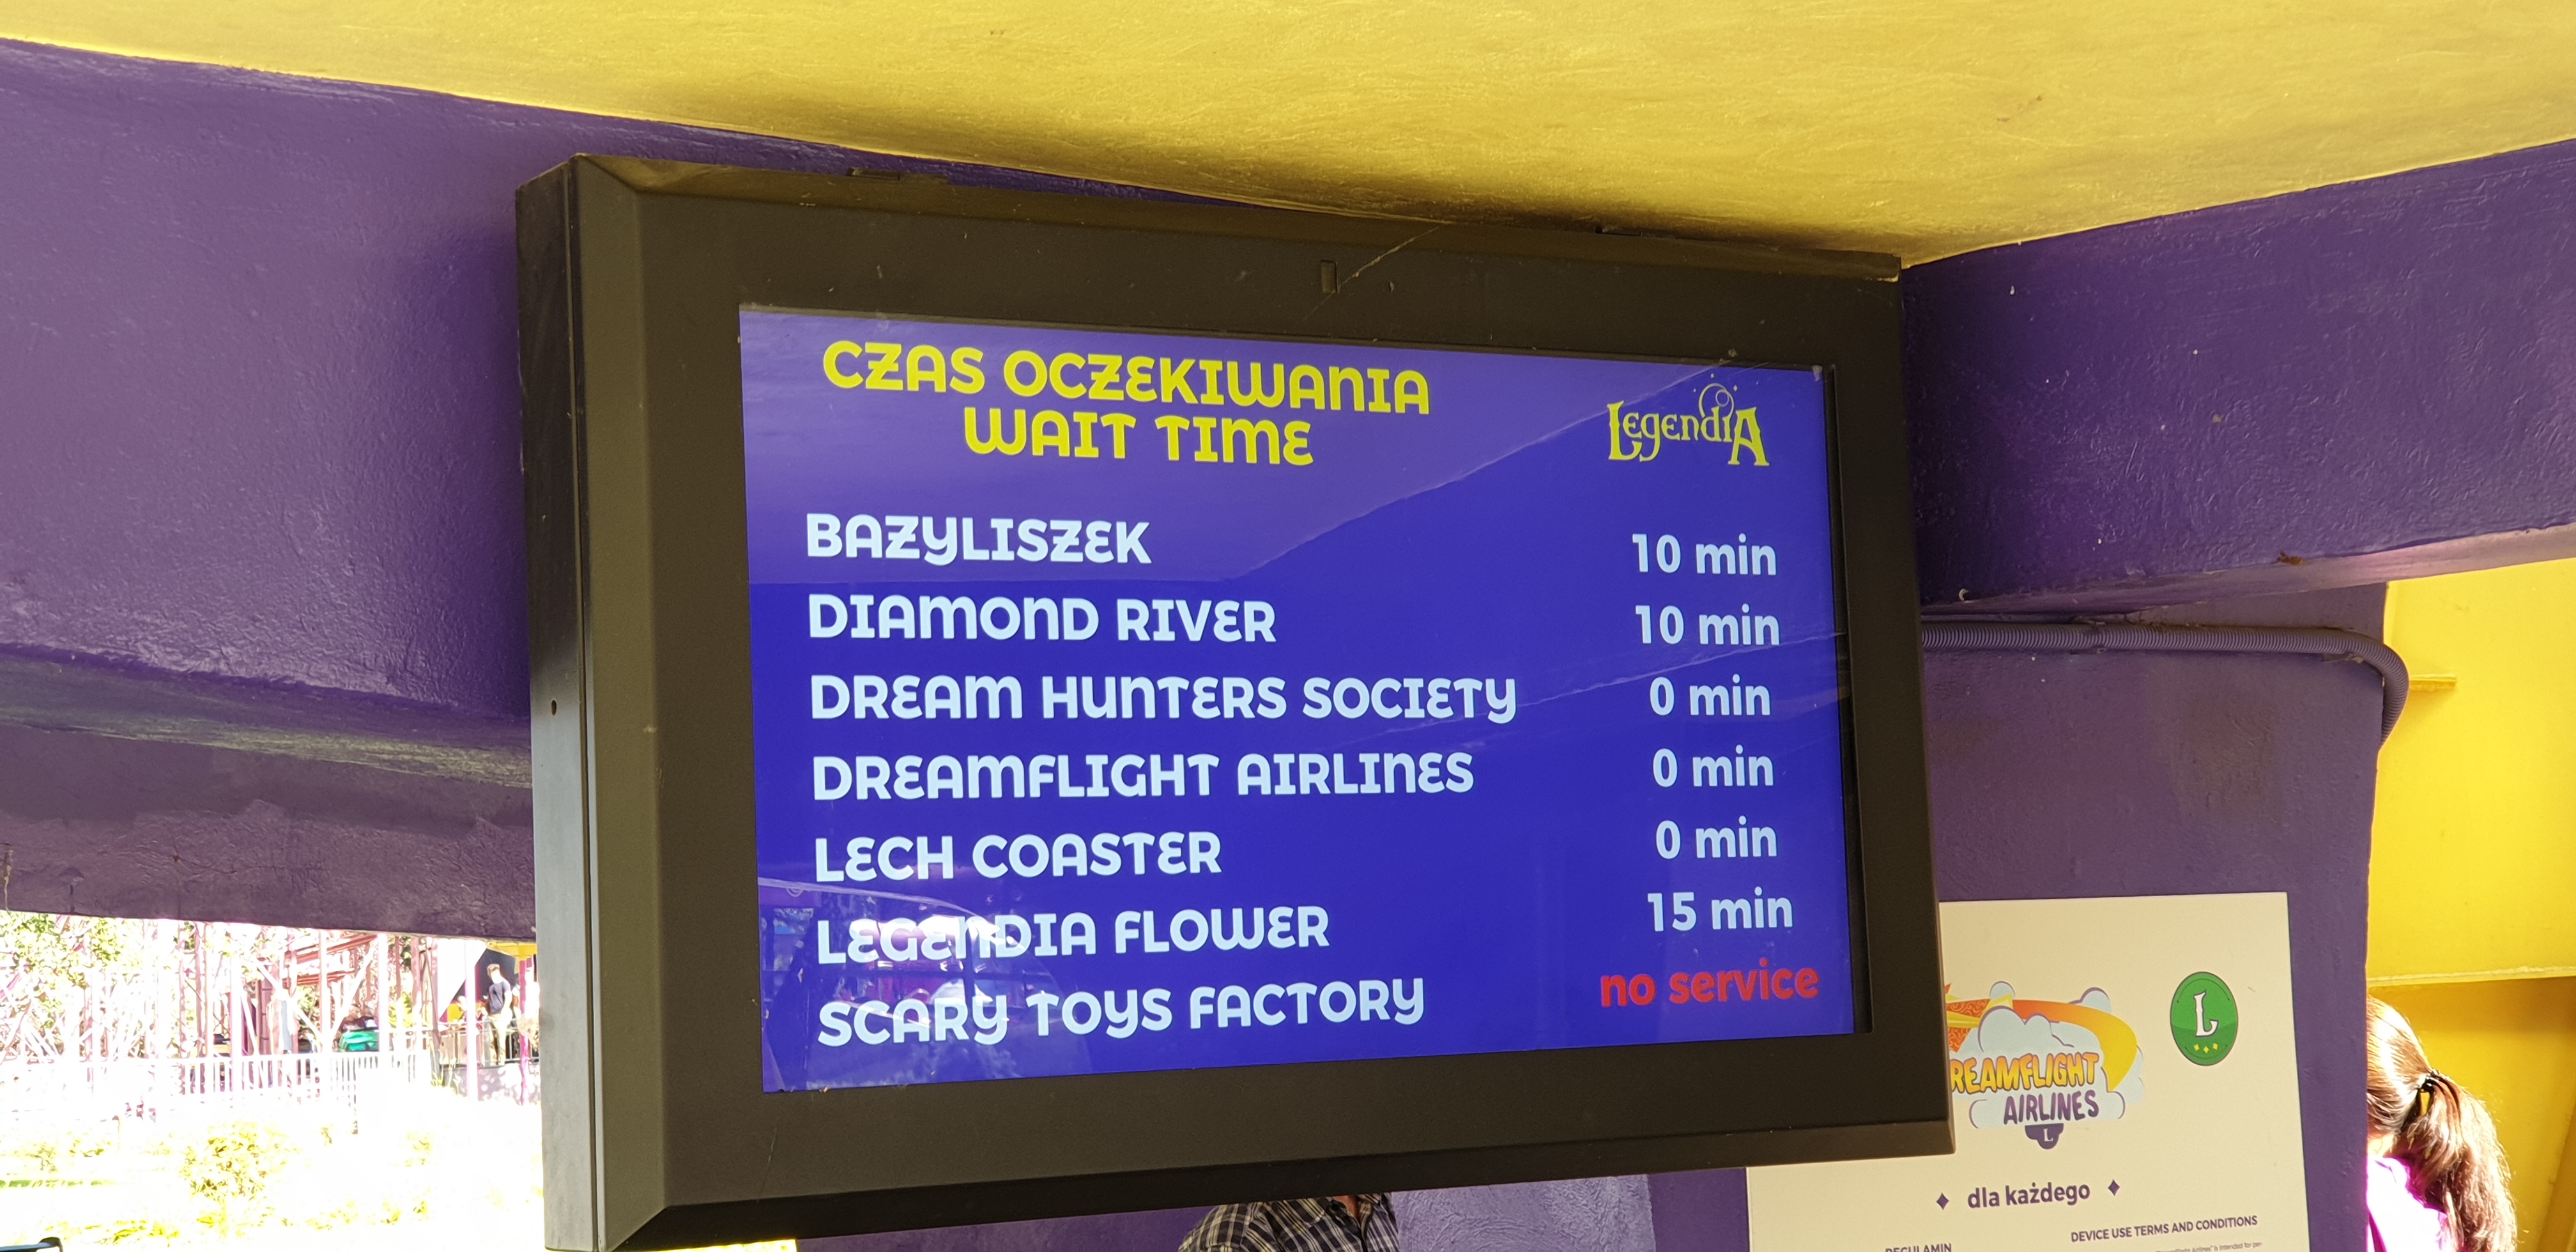 CZAS OCZEKIWANIA
WAIT TIME
LegendiA
BAZYLISZEK 10 min
DIAMOND RIVER 10 min
DREAM HUNTERS SOCIETY 0 min
DREAMFLIGHT AIRLINES 0 min
LECH COASTER 0 min
LEGENDIA FLOWER 15 min
SCARY TOYS FACTORY no service
L
REAMFLIGHT
AIRLINES
L
dla każdego
DEVICE USE TERMS AND CONDITIONS
REGULAMIN